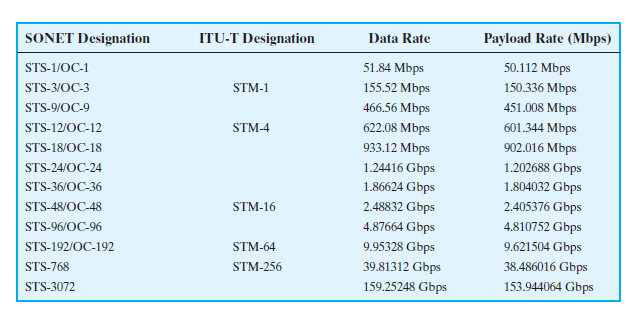 SONET Designation ITU-T Designation Data Rate Payload Rate (Mbps)
STS-1/OC-1 51.84 Mbps 50.112 Mbps
STS-3/OC-3 STM-1 155.52 Mbps 150.336 Mbps
STS-9/OC-9 466.56 Mbps 451.008 Mbps
STS-12/OC-12 STM-4 622.08 Mbps 601.344 Mbps
STS-18/OC-18 933.12 Mbps 902.016 Mbps
STS-24/OC-24 1.24416 Gbps 1.202688 Gbps
STS-36/OC-36 1.86624 Gbps 1.804032 Gbps
STS-48/OC-48 STM-16 2.48832 Gbps 2.405376 Gbps
STS-96/OC-96 4.87664 Gbps 4.810752 Gbps
STS-192/OC-192 STM-64 9.95328 Gbps 9.621504 Gbps
STS-768 STM-256 39.81312 Gbps 38.486016 Gbps
STS-3072 159.25248 Gbps 153.944064 Gbps